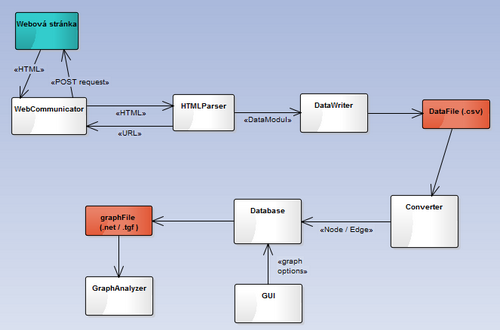 Webová stránka
«HTML»
«POST request»
WebCommunicator
«HTML»
«URL»
HTMLParser
«DataModul»
DataWriter
DataFile (.csv)
graphFile
(.net / .tgf )
Database
«Node / Edge»
Converter
«graph
options»
GraphAnalyzer
GUI